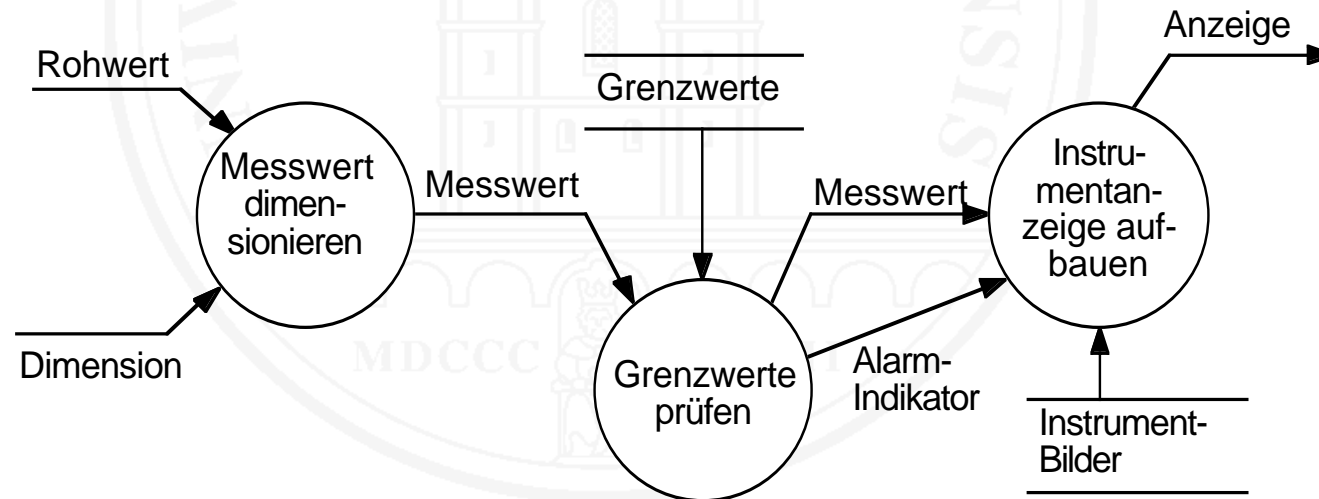 Anzeige
Rohwert
Grenzwerte
Messwert
dimen-
sionieren
Messwert
Messwert
Instru-
mentan-
zeige auf-
bauen
Dimension
Grenzwerte
prüfen
Alarm-
Indikator
Instrument-
Bilder
MDCCC